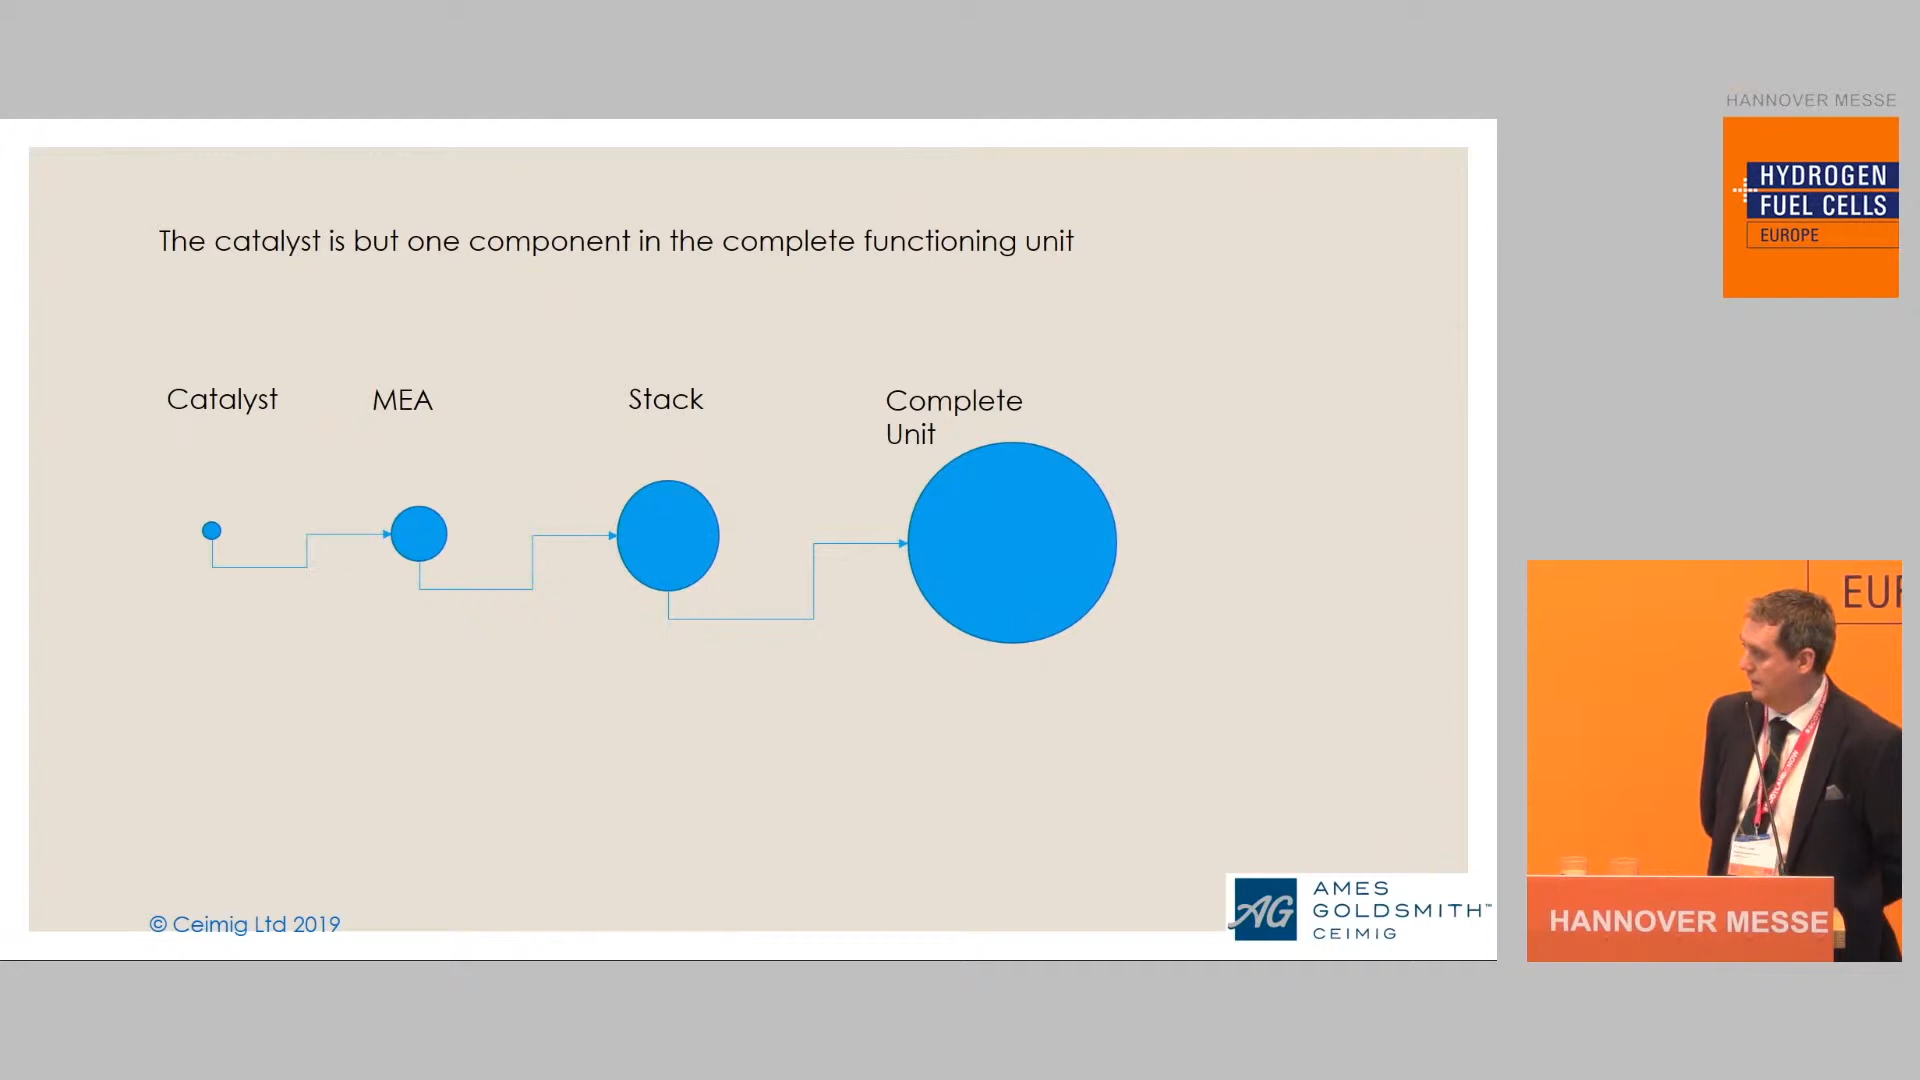 HANNOVER MESSE
HYDROGEN
FUEL CELLS
EUROPE
The catalyst is but one component in the complete functioning unit
Catalyst
MEA
Stack
Complete
Unit
© Ceimig Ltd 2019
AG
AMES
GOLDSMITH™
CEIMIG
EUR
HANNOVER MESSE